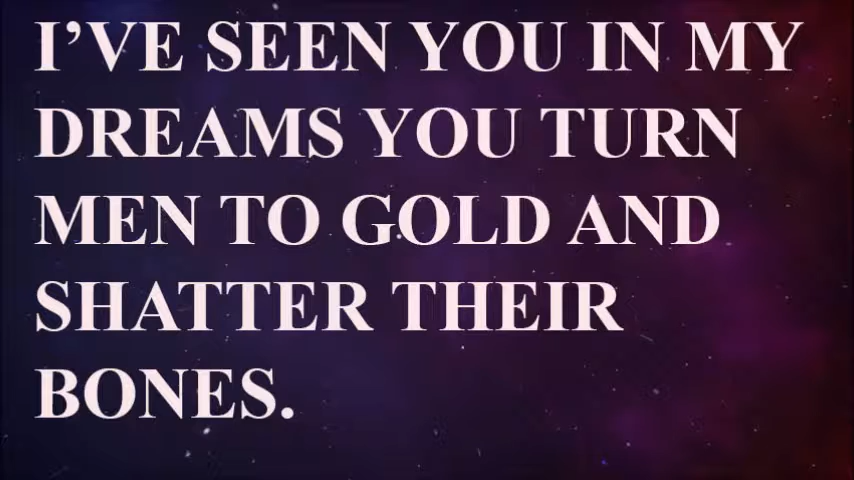 I’VE SEEN YOU IN MY
DREAMS YOU TURN
MEN TO GOLD AND
SHATTER THEIR
BONES.